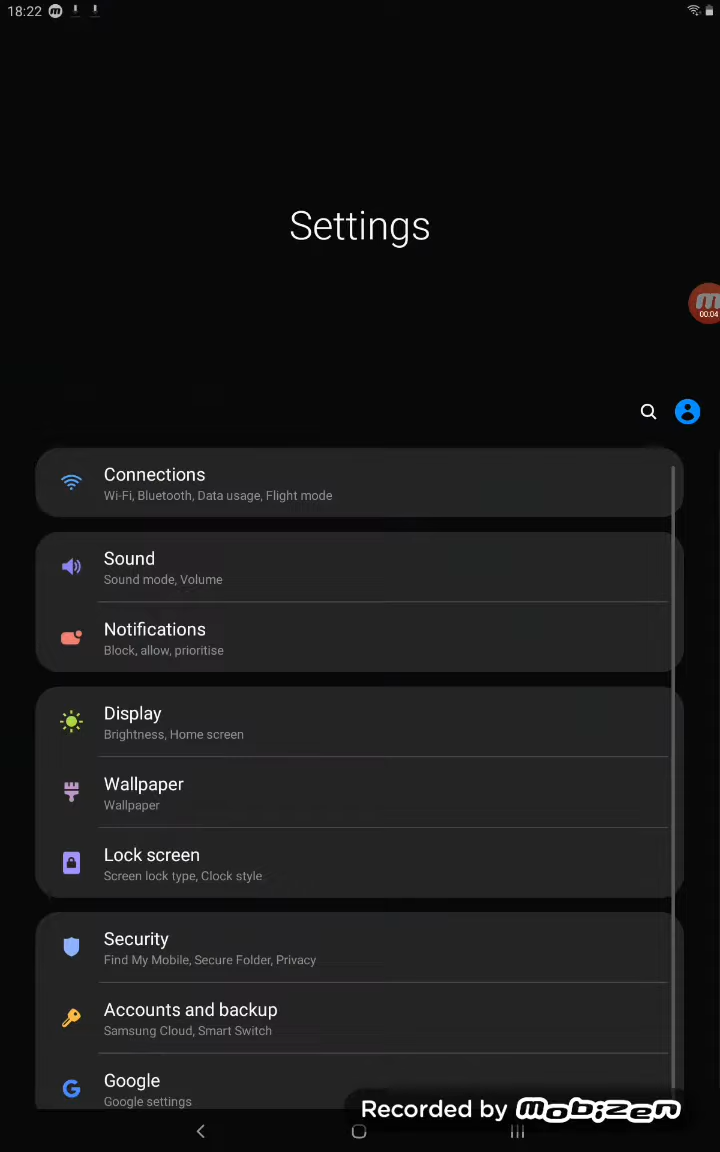 18:22
Settings
00:04
Connections
Wi-Fi, Bluetooth, Data usage, Flight mode
Sound
Sound mode, Volume
Notifications
Block, allow, prioritise
Display
Brightness, Home screen
Wallpaper
Wallpaper
Lock screen
Screen lock type, Clock style
Security
Find My Mobile, Secure Folder, Privacy
Accounts and backup
Samsung Cloud, Smart Switch
Google
Google settings
Recorded by mobizen